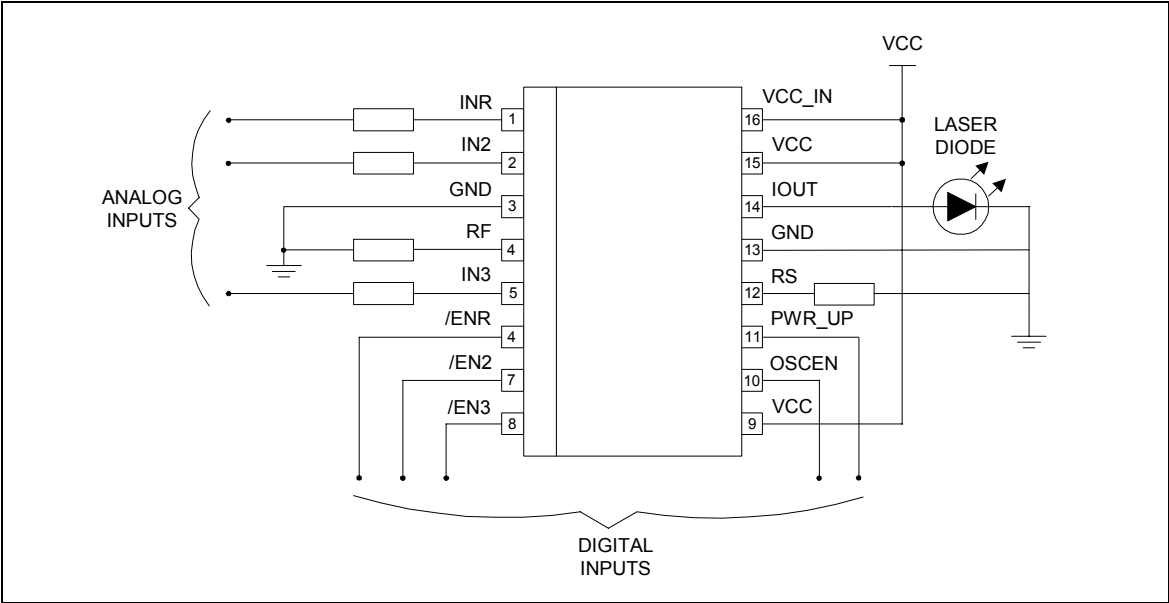 VCC
INR
1
IN2
2
GND
3
RF
4
IN3
5
/ENR
4
/EN2
7
/EN3
8
ANALOG
INPUTS
VCC_IN
16
VCC
15
IOUT
14
GND
13
RS
12
PWR_UP
11
OSCEN
10
VCC
9
LASER
DIODE
DIGITAL
INPUTS